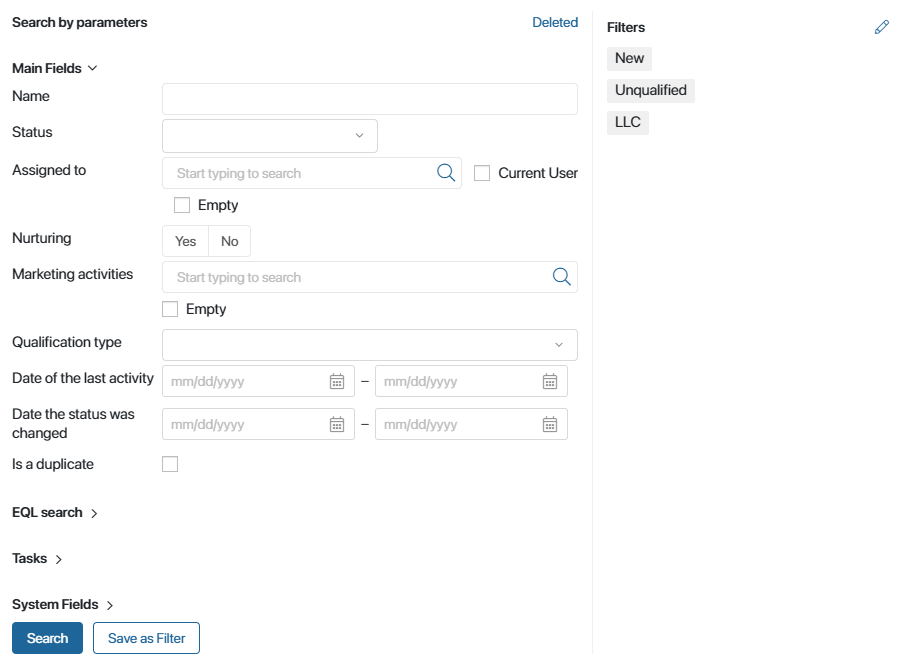 Search by parameters
Deleted
Main Fields
Name
Status
Assigned to
Start typing to search
Current User
Empty
Nurturing
Yes
No
Marketing activities
Start typing to search
Empty
Qualification type
Date of the last activity
mm/dd/yyyy
–
mm/dd/yyyy
Date the status was
changed
mm/dd/yyyy
–
mm/dd/yyyy
Is a duplicate
EQL search
Tasks
System Fields
Search
Save as Filter
Filters
New
Unqualified
LLC